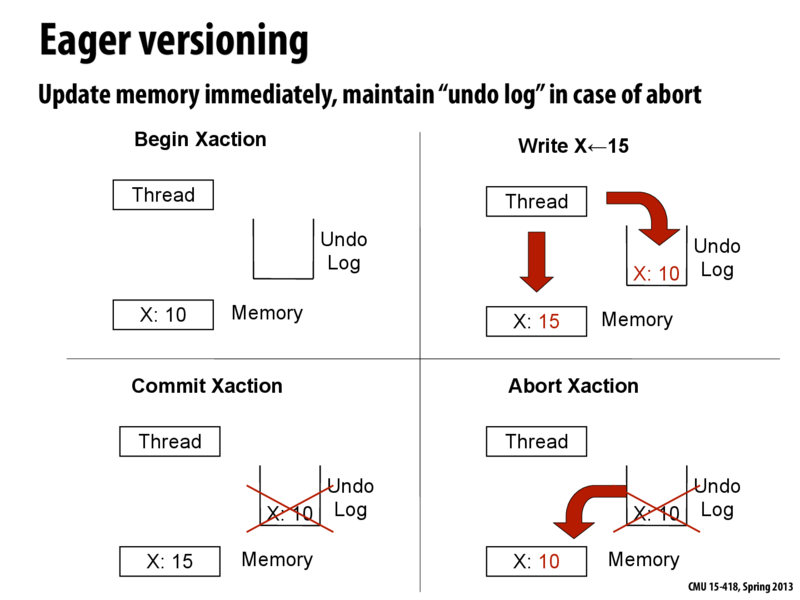 Eager versioning
Update memory immediately, maintain “undo log” in case of abort
Begin Xaction
Thread
Undo
Log
X: 10
Memory
Write X←15
Thread
Undo
Log
X: 10
X: 15
Memory
Commit Xaction
Thread
Undo
Log
X: 10
X: 15
Memory
Abort Xaction
Thread
Undo
Log
X: 10
X: 10
Memory
CMU 15-418, Spring 2013